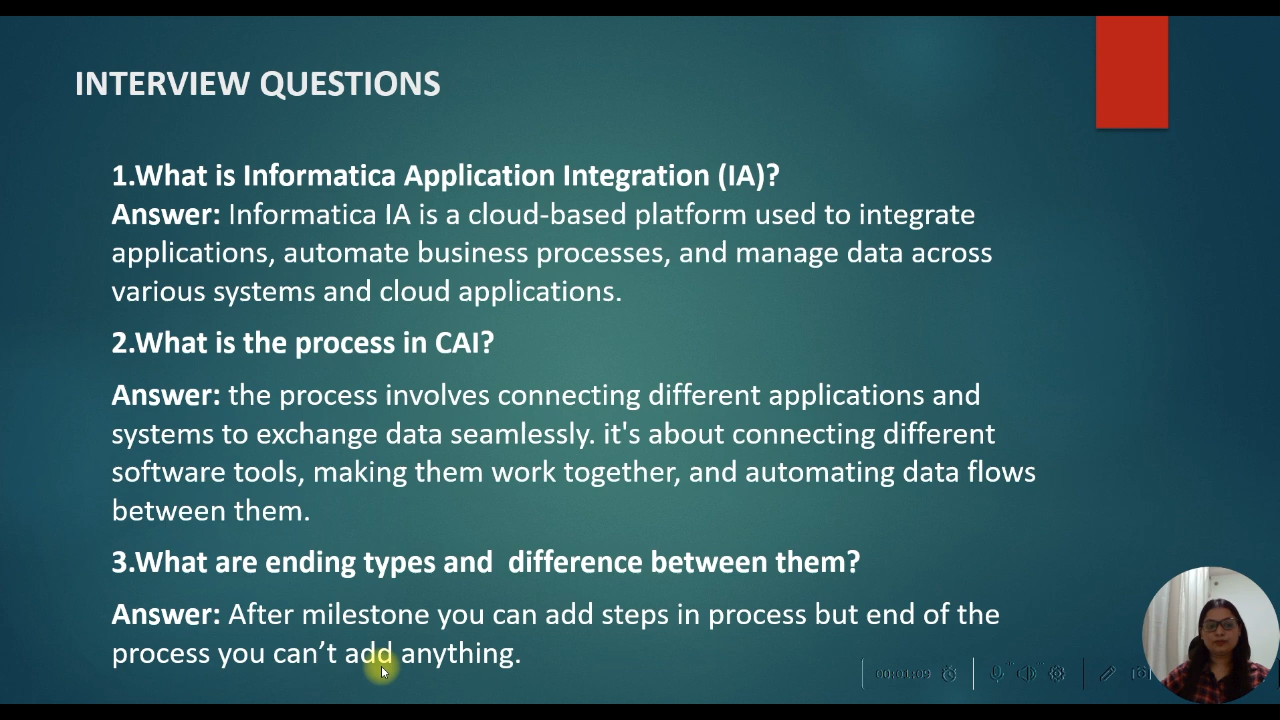 INTERVIEW QUESTIONS
1.What is Informatica Application Integration (IA)?
Answer: Informatica IA is a cloud-based platform used to integrate
applications, automate business processes, and manage data across
various systems and cloud applications.
2.What is the process in CAI?
Answer: the process involves connecting different applications and
systems to exchange data seamlessly. it's about connecting different
software tools, making them work together, and automating data flows
between them.
3.What are ending types and  difference between them?
Answer: After milestone you can add steps in process but end of the
process you can’t add anything.
00:01:09